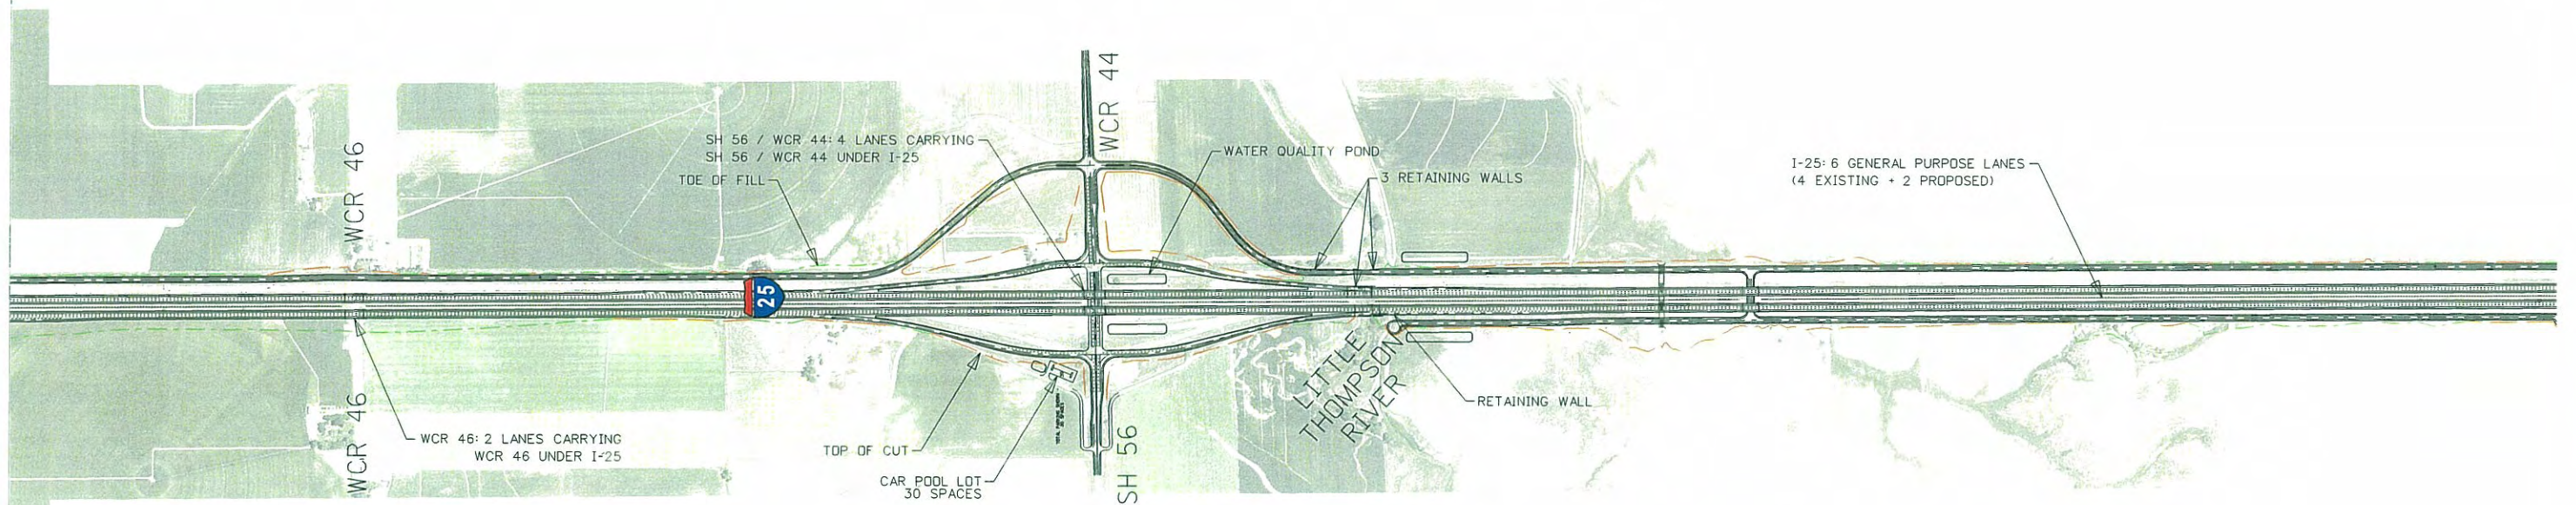 WCR 44
SH 56 / WCR 44: 4 LANES CARRYING
SH 56 / WCR 44 UNDER I-25
WATER QUALITY POND
TOE OF FILL
3 RETAINING WALLS
I-25: 6 GENERAL PURPOSE LANES
(4 EXISTING + 2 PROPOSED)
WCR 46
25
LITTLE
THOMPSON
RIVER
RETAINING WALL
WCR 46
WCR 46: 2 LANES CARRYING
WCR 46 UNDER I-25
TOP OF CUT
CAR POOL LOT
30 SPACES
SH 56